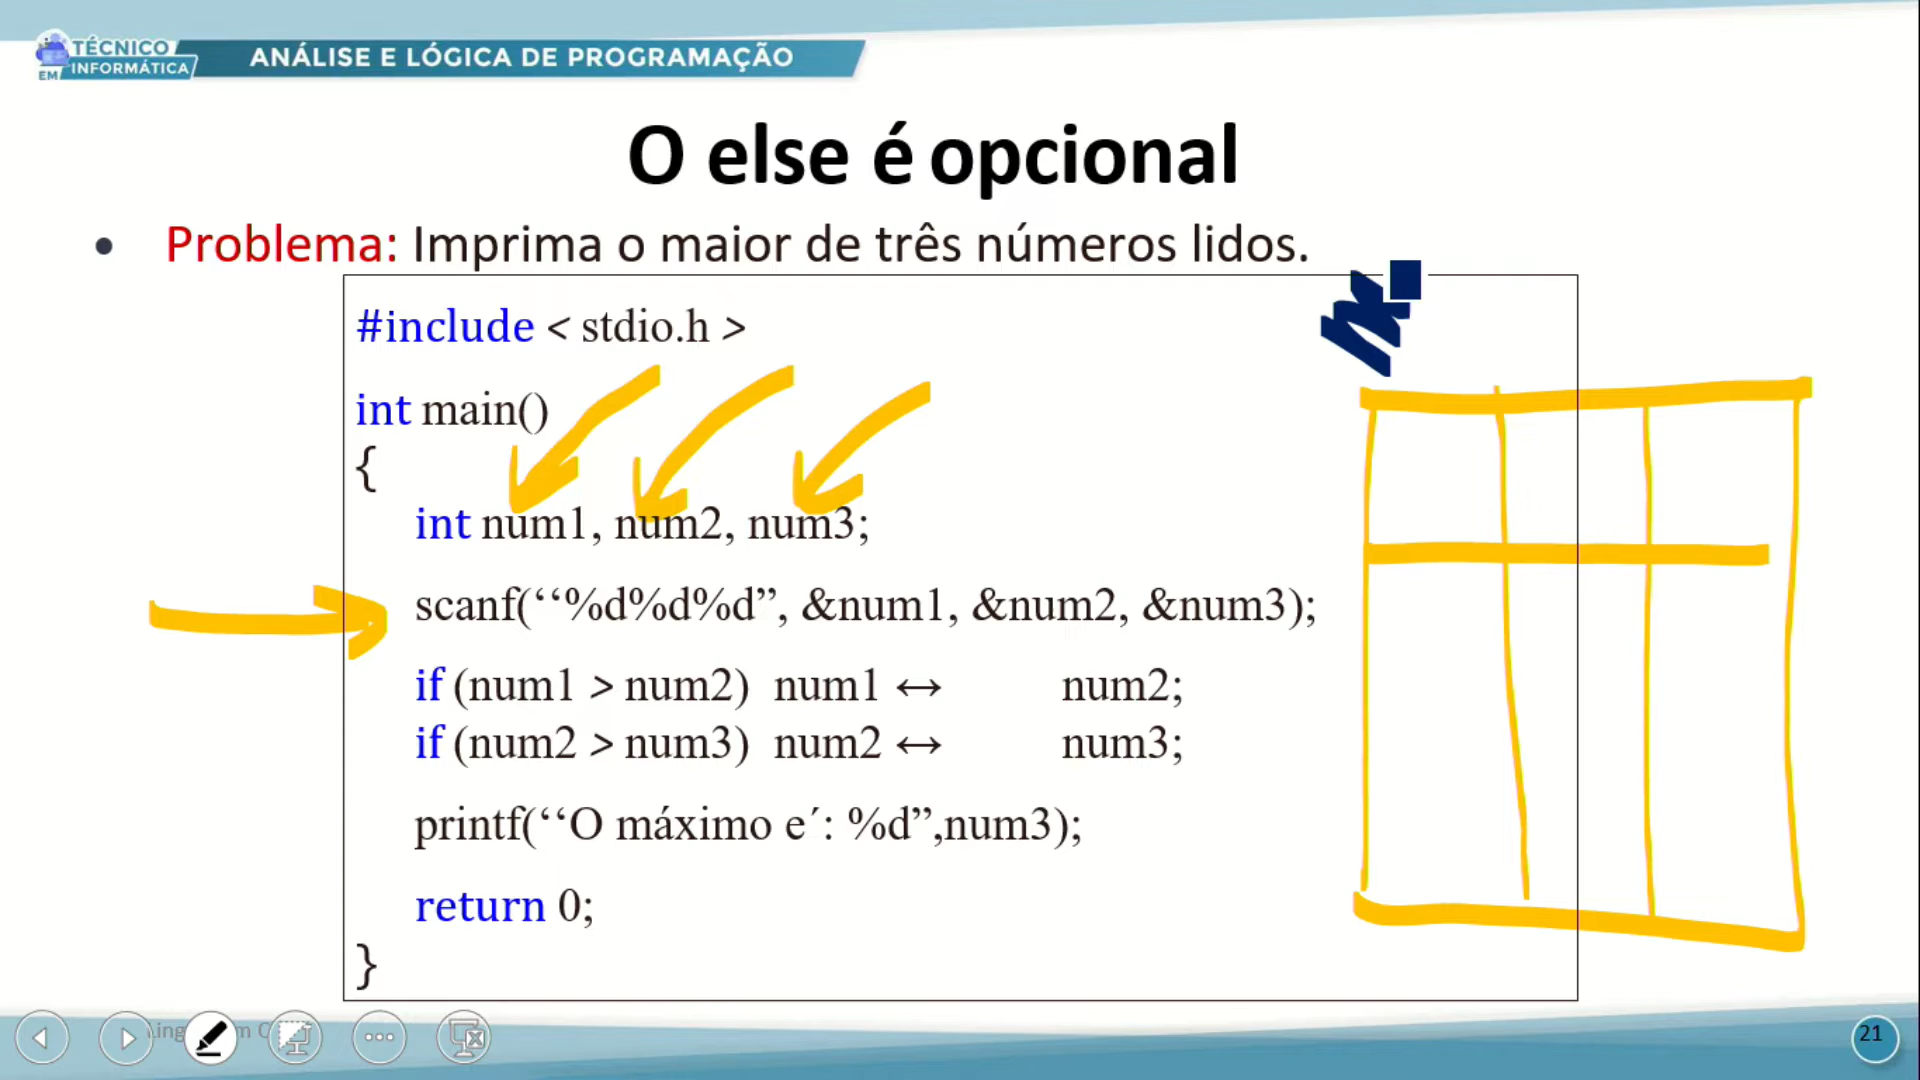 TÉCNICO
EM INFORMÁTICA
ANÁLISE E LÓGICA DE PROGRAMAÇÃO
O else é opcional
• Problema: Imprima o maior de três números lidos.
#include < stdio.h >
int main()
{
int num1, num2, num3;
scanf(‘‘%d%d%d”, &num1, &num2, &num3);
if (num1 > num2) num1 ↔ num2;
if (num2 > num3) num2 ↔ num3;
printf(‘‘O máximo e´: %d”,num3);
return 0;
}
21